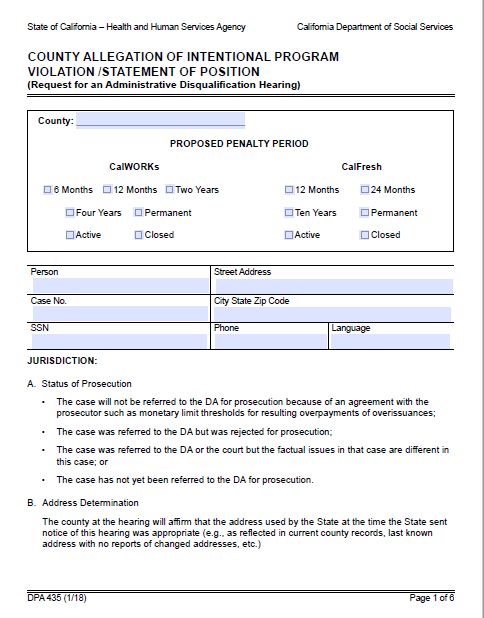 State of California – Health and Human Services Agency California Department of Social Services
COUNTY ALLEGATION OF INTENTIONAL PROGRAM
VIOLATION /STATEMENT OF POSITION
(Request for an Administrative Disqualification Hearing)
County:
PROPOSED PENALTY PERIOD
CalWORKs CalFresh
6 Months 12 Months Two Years 12 Months 24 Months
Four Years Permanent Ten Years Permanent
Active Closed Active Closed
Person Street Address
Case No. City State Zip Code
SSN Phone Language
JURISDICTION:
A. Status of Prosecution
• The case will not be referred to the DA for prosecution because of an agreement with the
prosecutor such as monetary limit thresholds for resulting overpayments of overissuances;
• The case was referred to the DA but was rejected for prosecution;
• The case was referred to the DA or the court but the factual issues in that case are different in
this case; or
• The case has not yet been referred to the DA for prosecution.
B. Address Determination
The county at the hearing will affirm that the address used by the State at the time the State sent
notice of this hearing was appropriate (e.g., as reflected in current county records, last known
address with no reports of changed addresses, etc.)
DPA 435 (1/18) Page 1 of 6